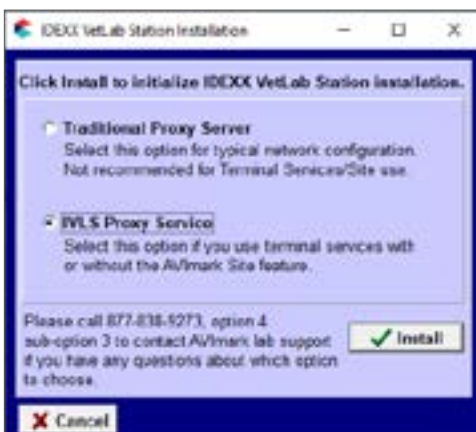 IDEXX VetLab Station Installation
Click Install to initialize IDEXX VetLab Station installation.
Traditional Proxy Server
Select this option for typical network configuration.
Not recommended for Terminal Services/Site use.
IVLS Proxy Service
Select this option if you use terminal services with
or without the AVImark Site feature.
Please call 877-838-9273, option 4
sub-option 3 to contact AVImark lab support
if you have any questions about which option
to choose.
Install
Cancel